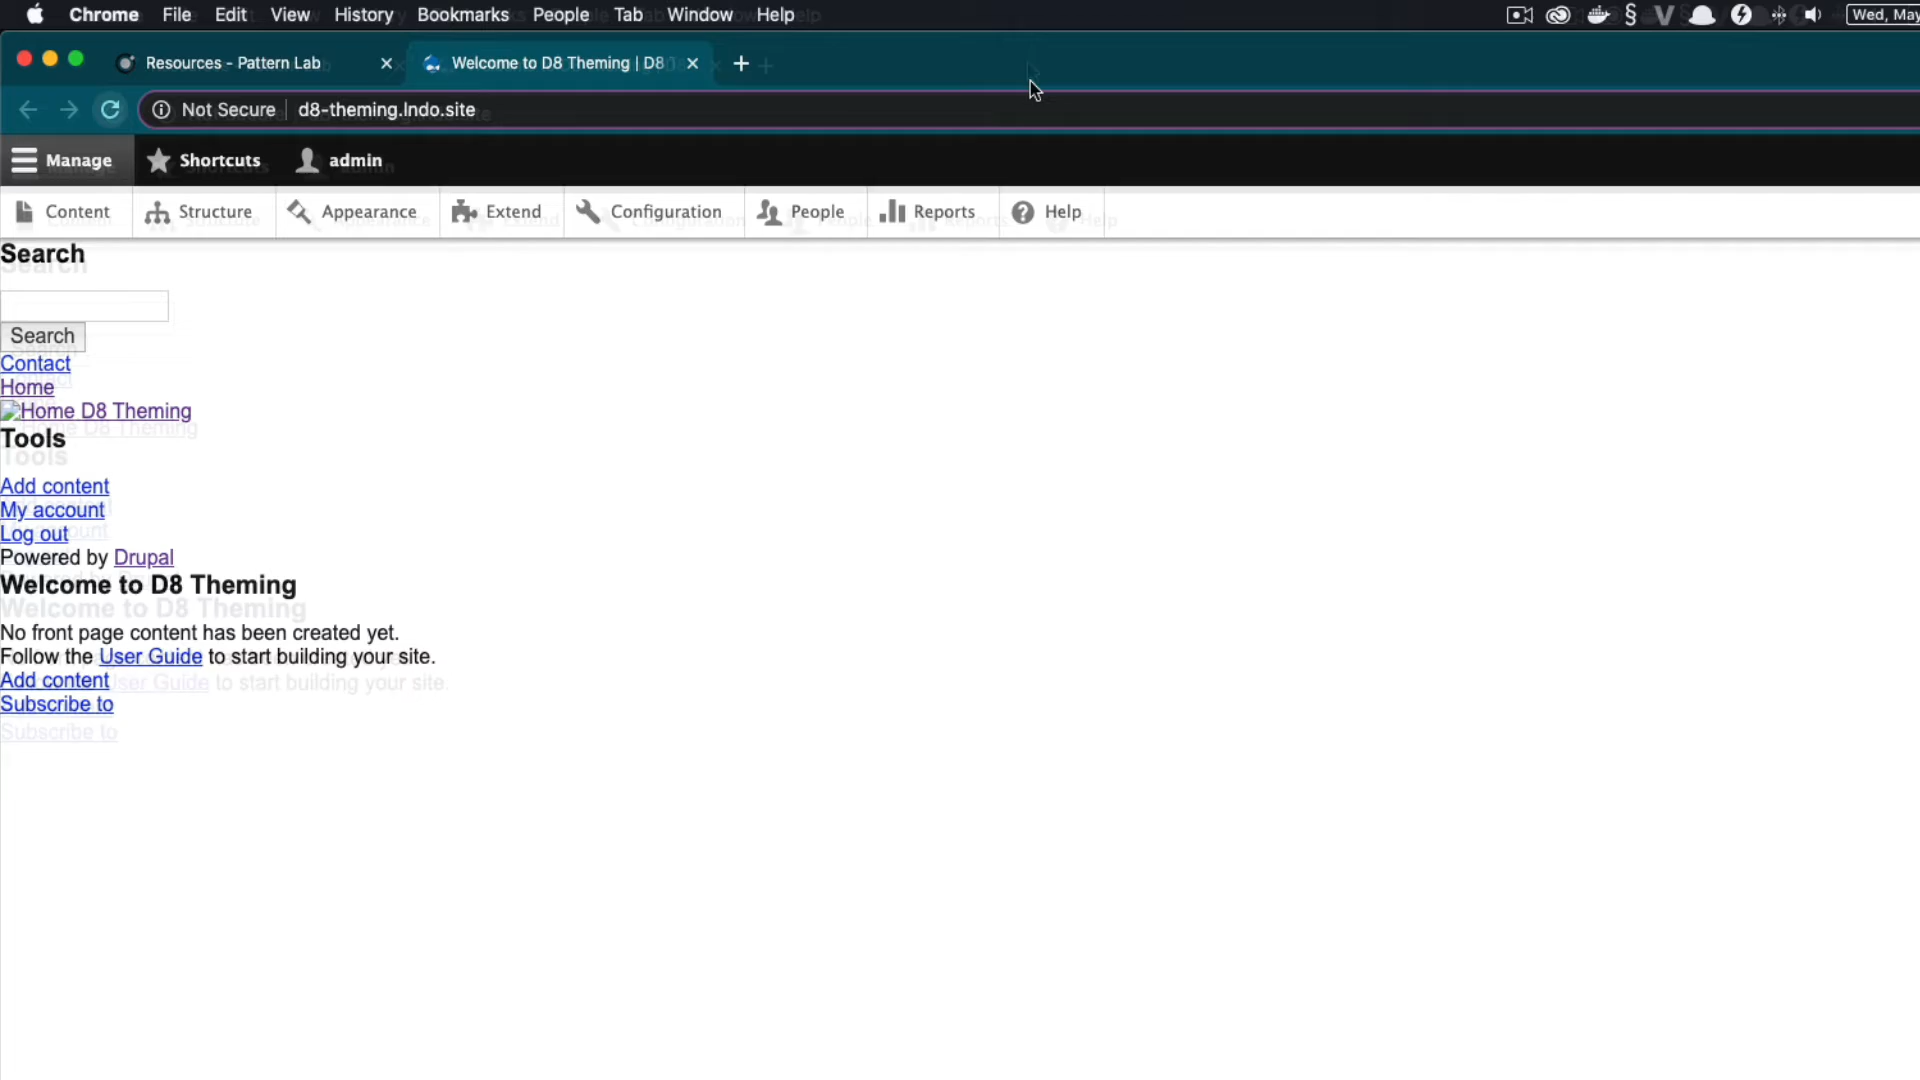 Chrome File Edit View History Bookmarks People Tab Window Help
Wed, May
Resources - Pattern Lab
Welcome to D8 Theming | D8
Not Secure d8-theming.lndo.site
Manage Shortcuts admin
Content Structure Appearance Extend Configuration People Reports Help
Search
Search
Contact
Home
Home D8 Theming
Tools
Add content
My account
Log out
Powered by Drupal
Welcome to D8 Theming
No front page content has been created yet.
Follow the User Guide to start building your site.
Add content
Subscribe to